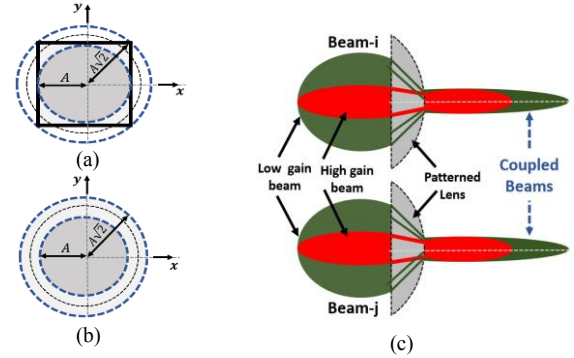 y
A
A√2
x
(a)
y
A
A√2
x
(b)
Beam-i
Low gain
beam
High gain
beam
Patterned
Lens
Coupled
Beams
Beam-j
(c)